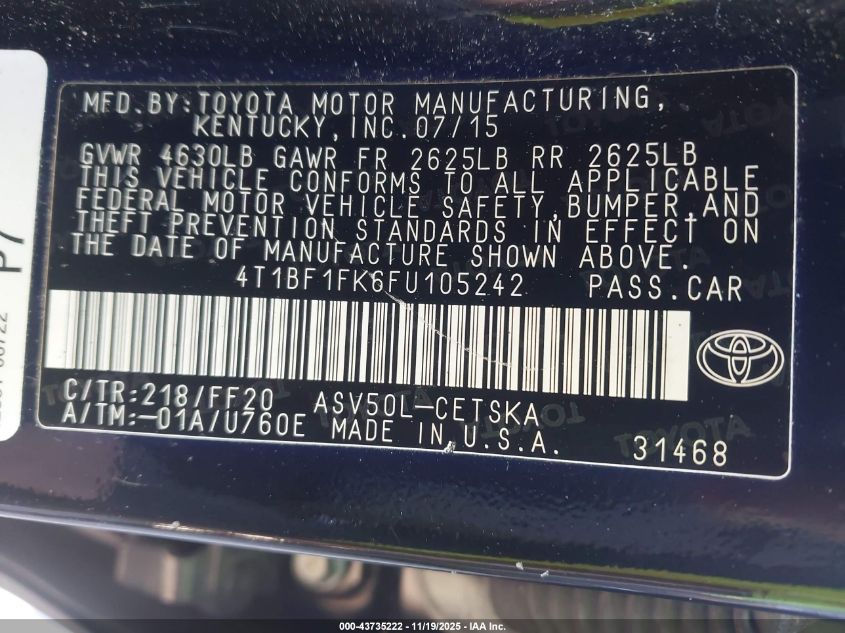 MFD. BY: TOYOTA MOTOR MANUFACTURING,
KENTUCKY, INC. 07/15
GVWR 4630LB GAWR FR 2625LB RR 2625LB
THIS VEHICLE CONFORMS TO ALL APPLICABLE
FEDERAL MOTOR VEHICLE SAFETY, BUMPER, AND
THEFT PREVENTION STANDARDS IN EFFECT ON
THE DATE OF MANUFACTURE SHOWN ABOVE.
4T1BF1FK6FU105242 PASS.CAR
C/TR:218/FF20 ASV50L-CETSKA
A/TM:-01A/U760E MADE IN U.S.A. 31468
TOYOTA
P7
000-43735222 - 11/19/2025 - IAA Inc.